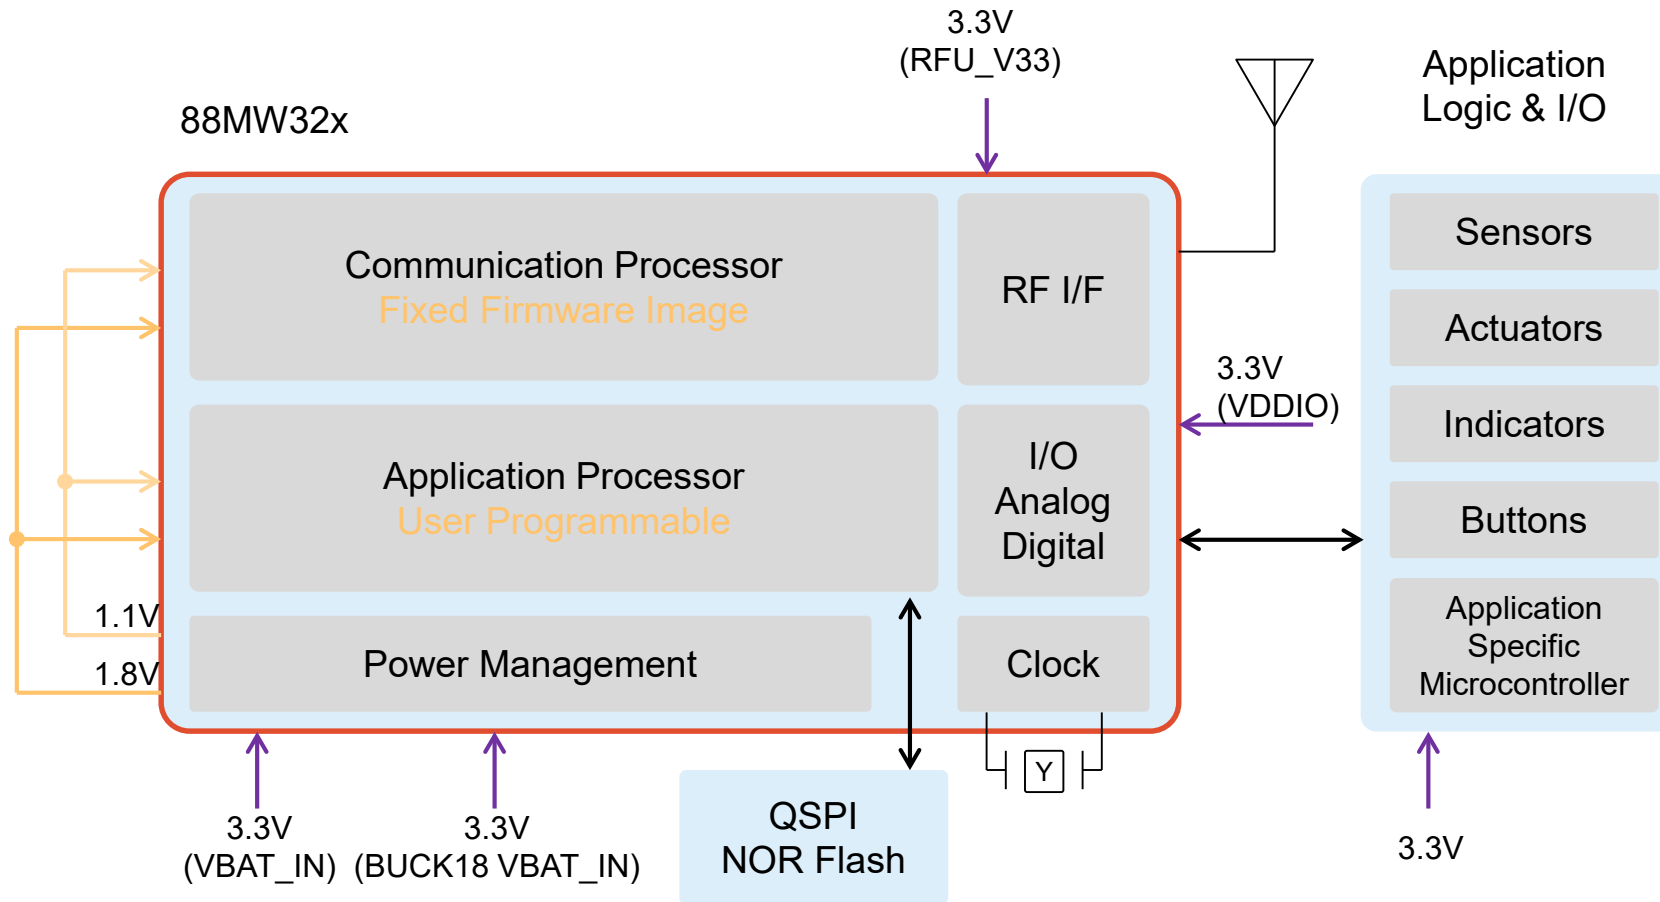 3.3V
(RFU_V33)
Application
Logic & I/O
88MW32x
Communication Processor
Fixed Firmware Image
RF I/F
Sensors
Actuators
3.3V
(VDDIO)
Indicators
Application Processor
User Programmable
I/O
Analog
Digital
Buttons
1.1V
1.8V
Power Management
Clock
Application
Specific
Microcontroller
Y
3.3V
(VBAT_IN)
3.3V
(BUCK18 VBAT_IN)
QSPI
NOR Flash
3.3V